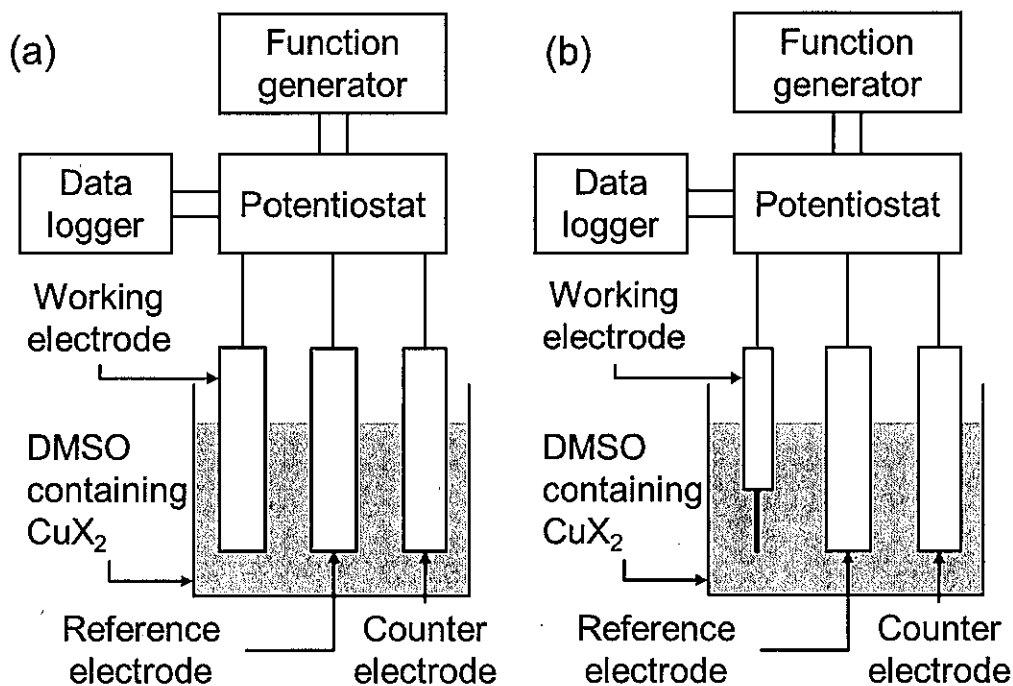 (a)
Function
generator
Data
logger
Potentiostat
Working
electrode
DMSO
containing
CuX₂
Reference
electrode
Counter
electrode
(b)
Function
generator
Data
logger
Potentiostat
Working
electrode
DMSO
containing
CuX₂
Reference
electrode
Counter
electrode